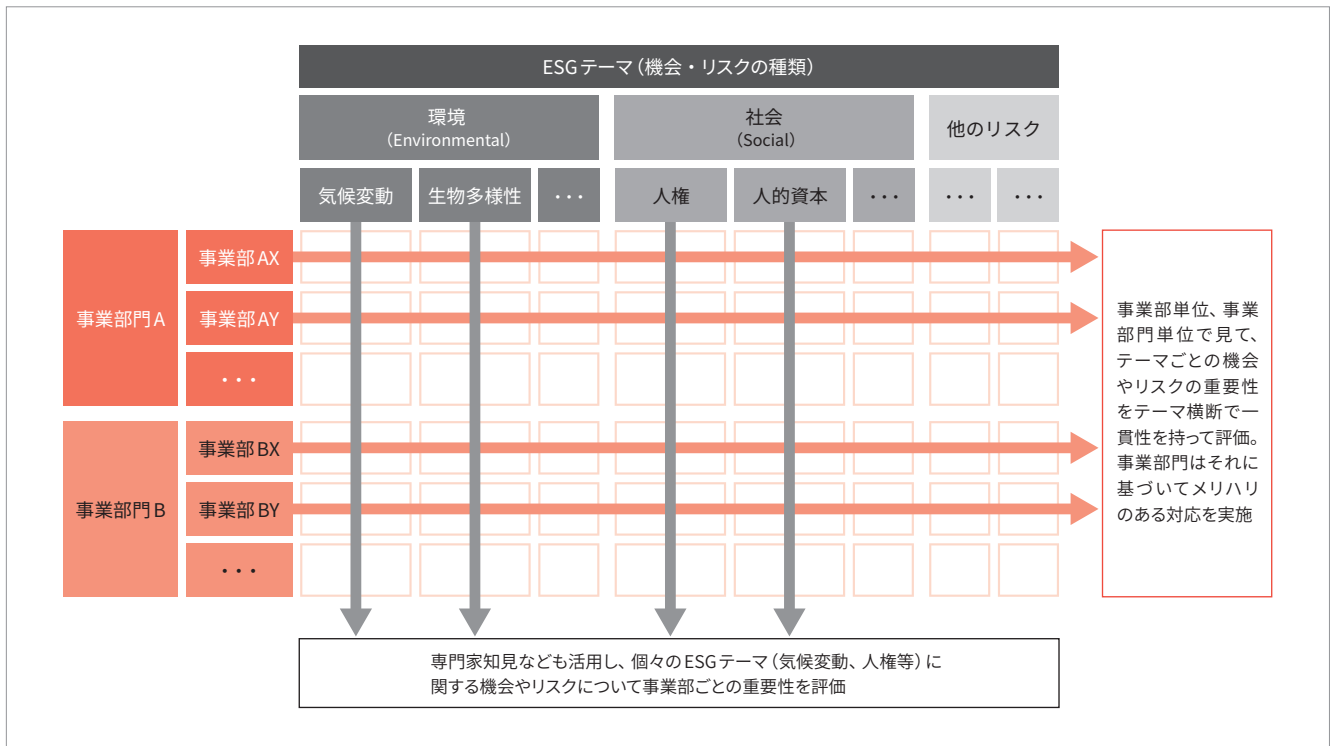 ESGテーマ（機会・リスクの種類）
環境
（Environmental）
社会
（Social）
他のリスク
気候変動
生物多様性
・・・
人権
人的資本
・・・
・・・
・・・
事業部門A
事業部AX
事業部AY
・・・
事業部門B
事業部BX
事業部BY
・・・
事業部単位、事業
部門単位で見て、
テーマごとの機会
やリスクの重要性
をテーマ横断で一
貫性を持って評価。
事業部門はそれに
基づいてメリハリ
のある対応を実施
専門家知見なども活用し、個々のESGテーマ（気候変動、人権等）に
関する機会やリスクについて事業部ごとの重要性を評価